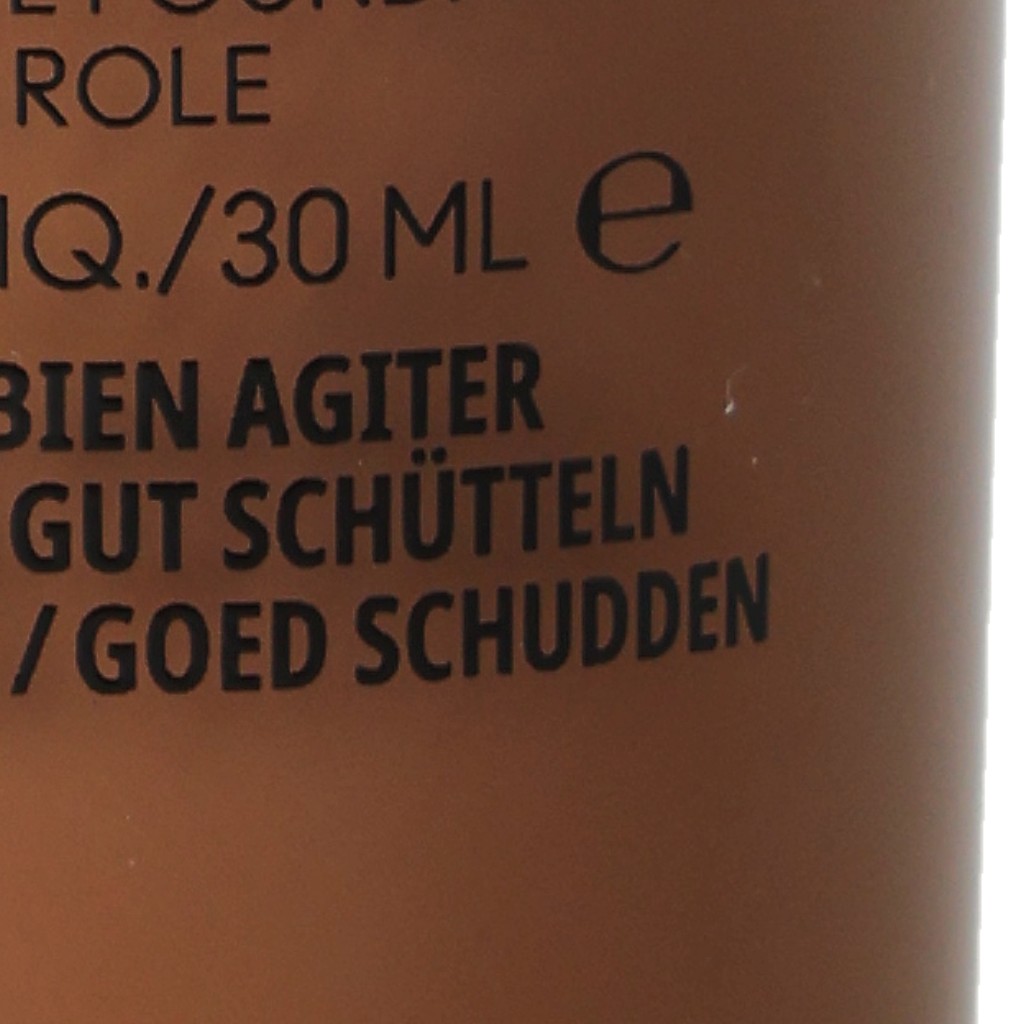 ROLE
IQ./30 ML e
BIEN AGITER
GUT SCHÜTTELN
/ GOED SCHUDDEN